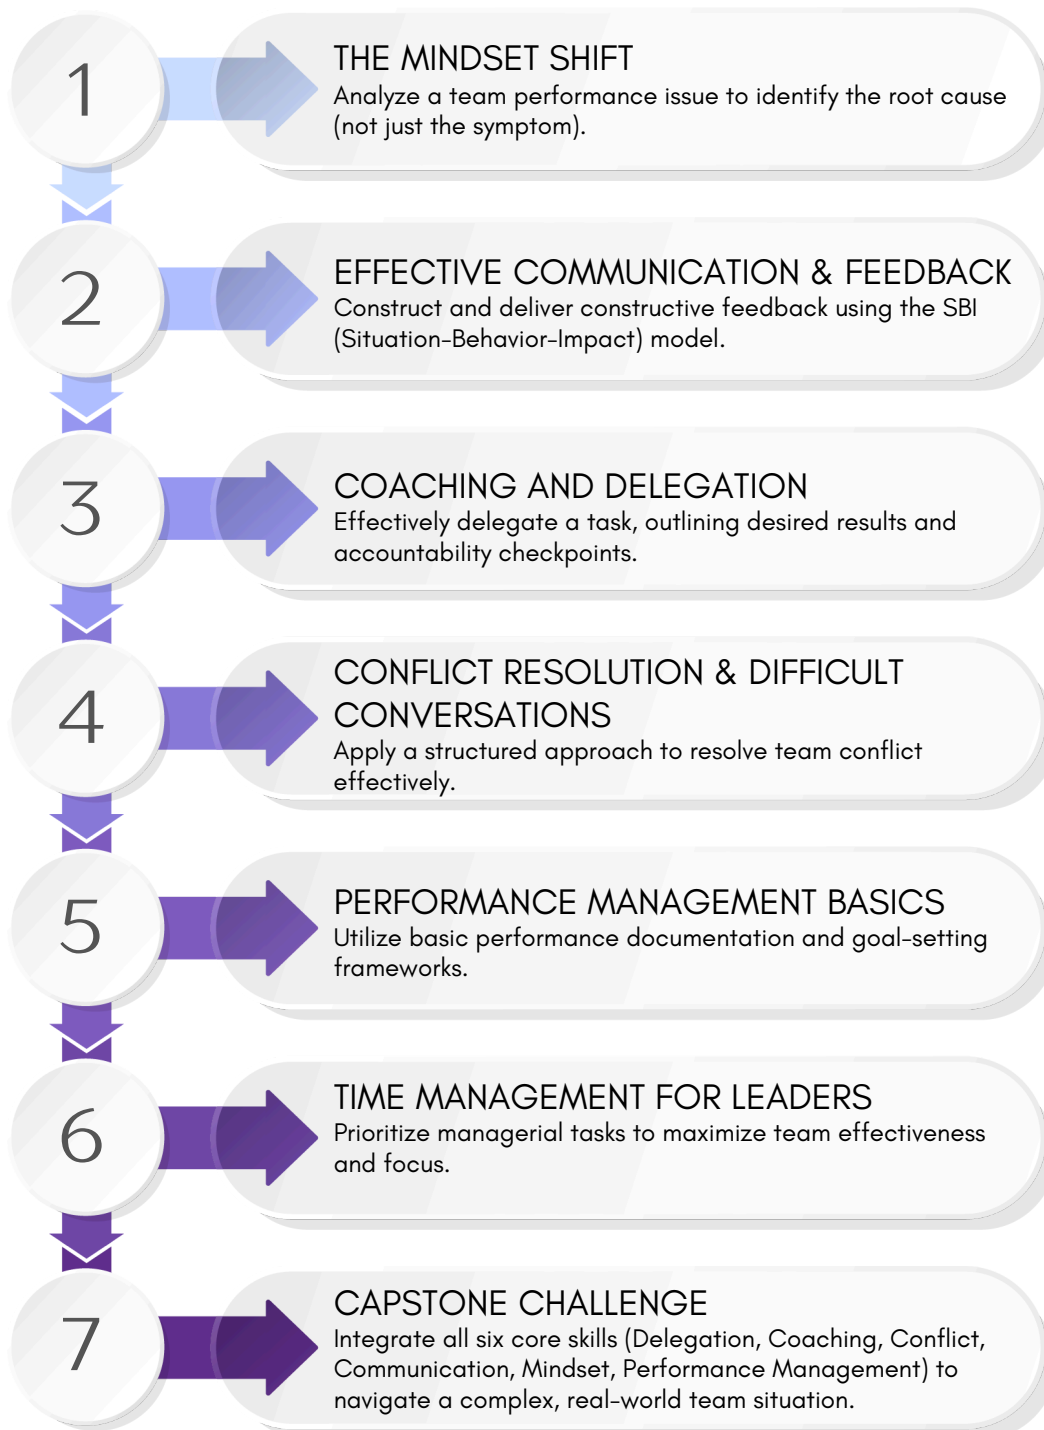 1
THE MINDSET SHIFT
Analyze a team performance issue to identify the root cause
(not just the symptom).
2
EFFECTIVE COMMUNICATION & FEEDBACK
Construct and deliver constructive feedback using the SBI
(Situation-Behavior-Impact) model.
3
COACHING AND DELEGATION
Effectively delegate a task, outlining desired results and
accountability checkpoints.
4
CONFLICT RESOLUTION & DIFFICULT
CONVERSATIONS
Apply a structured approach to resolve team conflict
effectively.
5
PERFORMANCE MANAGEMENT BASICS
Utilize basic performance documentation and goal-setting
frameworks.
6
TIME MANAGEMENT FOR LEADERS
Prioritize managerial tasks to maximize team effectiveness
and focus.
7
CAPSTONE CHALLENGE
Integrate all six core skills (Delegation, Coaching, Conflict,
Communication, Mindset, Performance Management) to
navigate a complex, real-world team situation.